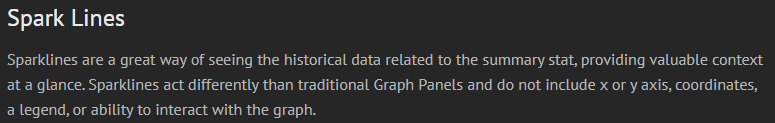 Spark Lines
Sparklines are a great way of seeing the historical data related to the summary stat, providing valuable context
at a glance. Sparklines act differently than traditional Graph Panels and do not include x or y axis, coordinates,
a legend, or ability to interact with the graph.